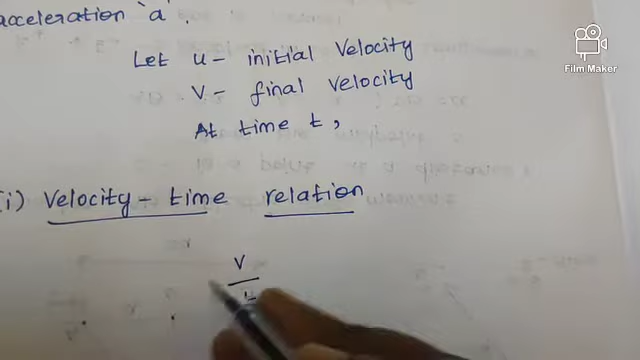 acceleration 'a'.
Let u - initial Velocity
V - final Velocity
At time t,
(i) Velocity - time relation
V
Film Maker